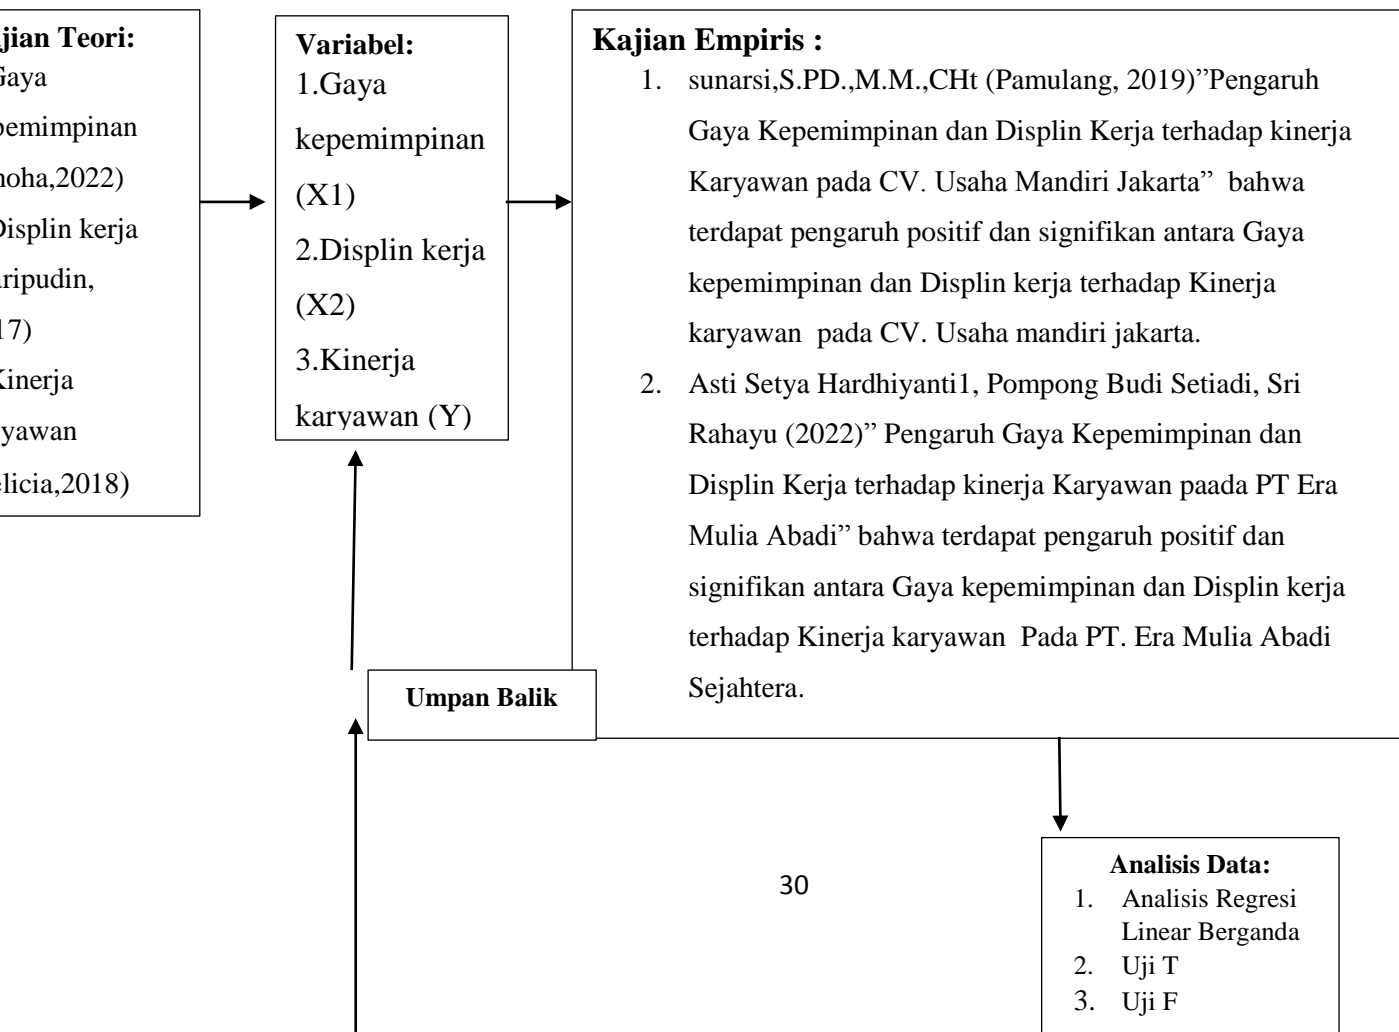 jian Teori:
Gaya
pemimpinan
noha,2022)
Displin kerja
aripudin,
17)
Kinerja
yawan
elicia,2018)
Variabel:
1.Gaya
kepemimpinan
(X1)
2.Displin kerja
(X2)
3.Kinerja
karyawan (Y)
Kajian Empiris :
1. sunarsi,S.PD.,M.M.,CHt (Pamulang, 2019)”Pengaruh
Gaya Kepemimpinan dan Displin Kerja terhadap kinerja
Karyawan pada CV. Usaha Mandiri Jakarta” bahwa
terdapat pengaruh positif dan signifikan antara Gaya
kepemimpinan dan Displin kerja terhadap Kinerja
karyawan pada CV. Usaha mandiri jakarta.
2. Asti Setya Hardhiyanti1, Pompong Budi Setiadi, Sri
Rahayu (2022)” Pengaruh Gaya Kepemimpinan dan
Displin Kerja terhadap kinerja Karyawan paada PT Era
Mulia Abadi” bahwa terdapat pengaruh positif dan
signifikan antara Gaya kepemimpinan dan Displin kerja
terhadap Kinerja karyawan Pada PT. Era Mulia Abadi
Sejahtera.
Umpan Balik
30
Analisis Data:
1. Analisis Regresi
Linear Berganda
2. Uji T
3. Uji F